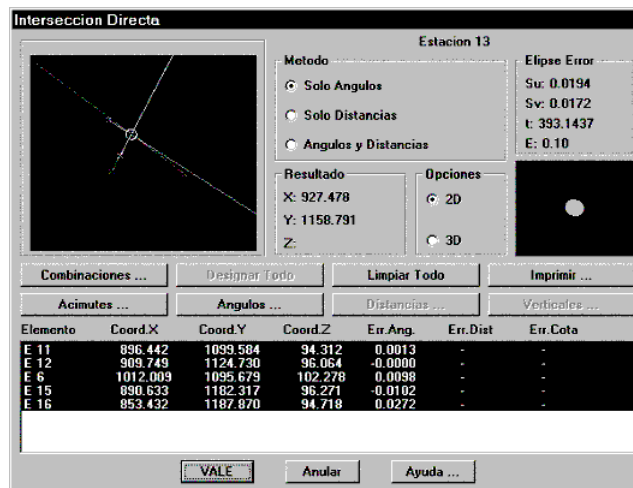 Interseccion Directa
Estacion 13
Metodo
Solo Angulos
Solo Distancias
Angulos y Distancias
Elipse Error
Su: 0.0194
Sv: 0.0172
t: 393.1437
E: 0.10
Resultado
X: 927.478
Y: 1158.791
Z:
Opciones
2D
3D
Combinaciones ... Designar Todo Limpiar Todo Imprimir ...
Acimutes ... Angulos ... Distancias ... Verticales ...
Elemento Coord.X Coord.Y Coord.Z Err.Ang. Err.Dist Err.Cota
E 11 896.442 1099.584 94.312 0.0013 - -
E 12 909.749 1124.730 96.064 -0.0000 - -
E 6 1012.009 1095.679 102.278 0.0098 - -
E 15 890.633 1182.317 96.271 -0.0102 - -
E 16 853.432 1187.870 94.718 0.0272 - -
VALE Anular Ayuda ...